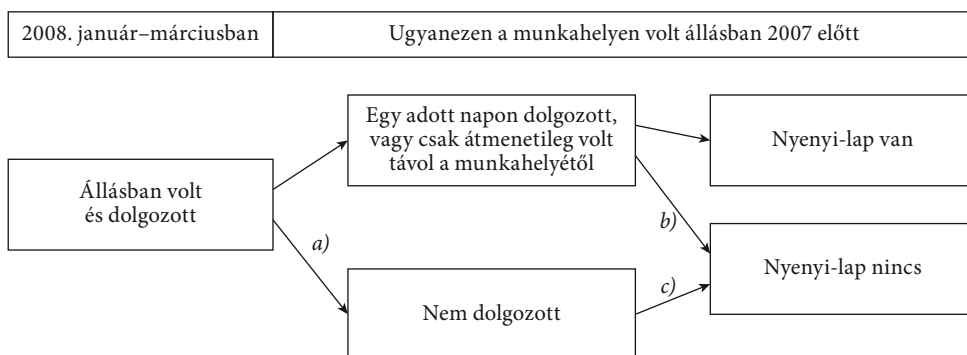 2008. január–márciusban
Ugyanezen a munkahelyen volt állásban 2007 előtt
Állásban volt
és dolgozott
a)
Egy adott napon dolgozott,
vagy csak átmenetileg volt
távol a munkahelyétől
Nem dolgozott
b)
c)
Nyenyi-lap van
Nyenyi-lap nincs